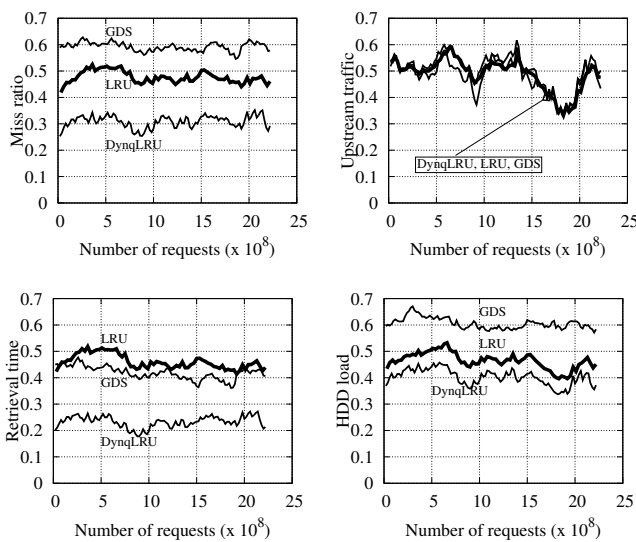 0.7
0.6
0.5
0.4
0.3
0.2
0.1
0
Miss ratio
GDS
LRU
DynqLRU
0 5 10 15 20 25
Number of requests (x 10^8)
0.7
0.6
0.5
0.4
0.3
0.2
0.1
0
Upstream traffic
DynqLRU, LRU, GDS
0 5 10 15 20 25
Number of requests (x 10^8)
0.7
0.6
0.5
0.4
0.3
0.2
0.1
0
Retrieval time
LRU
GDS
DynqLRU
0 5 10 15 20 25
Number of requests (x 10^8)
0.7
0.6
0.5
0.4
0.3
0.2
0.1
0
HDD load
GDS
LRU
DynqLRU
0 5 10 15 20 25
Number of requests (x 10^8)